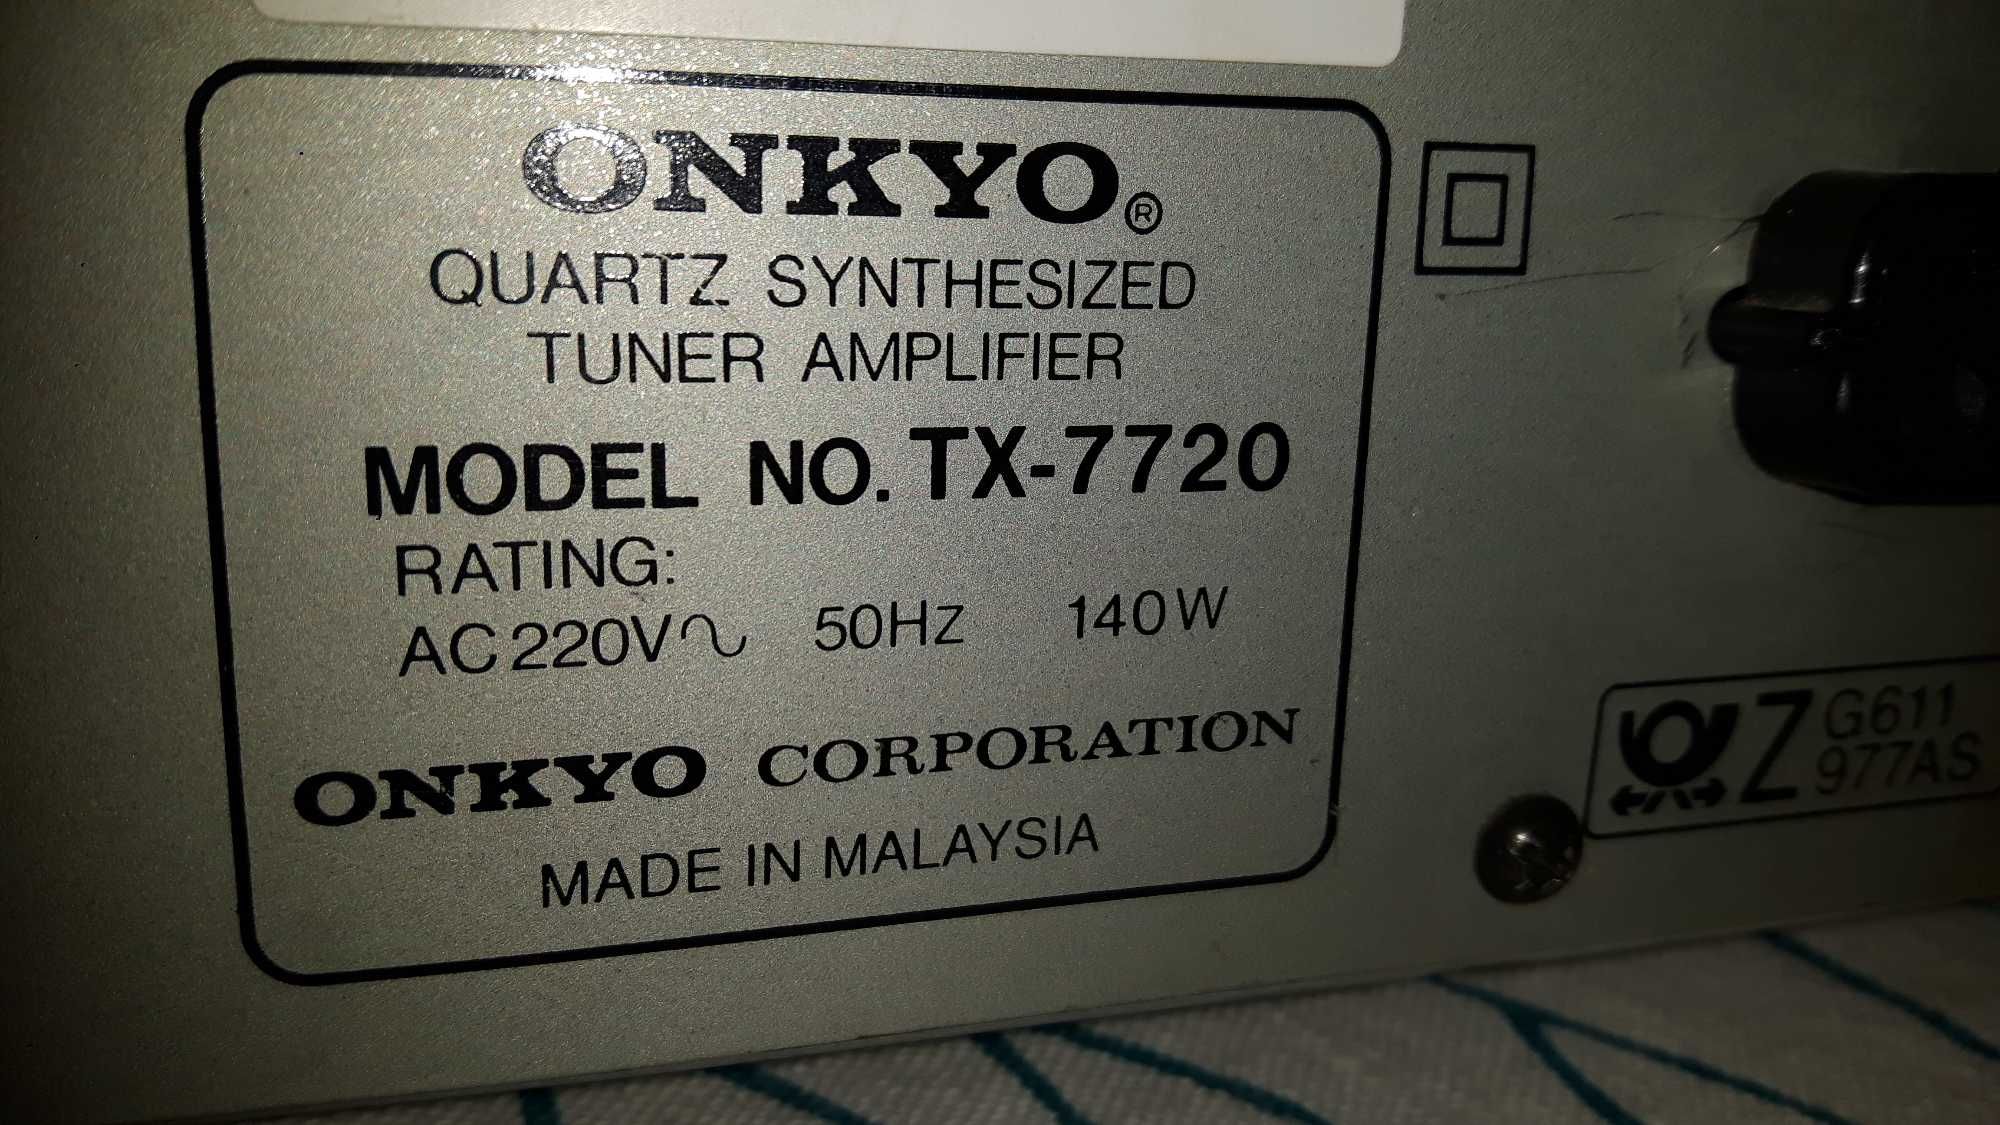 ONKYO®
QUARTZ SYNTHESIZED
TUNER AMPLIFIER
MODEL NO. TX-7720
RATING:
AC 220V~ 50Hz 140W
ONKYO CORPORATION
MADE IN MALAYSIA
Z G611
977AS